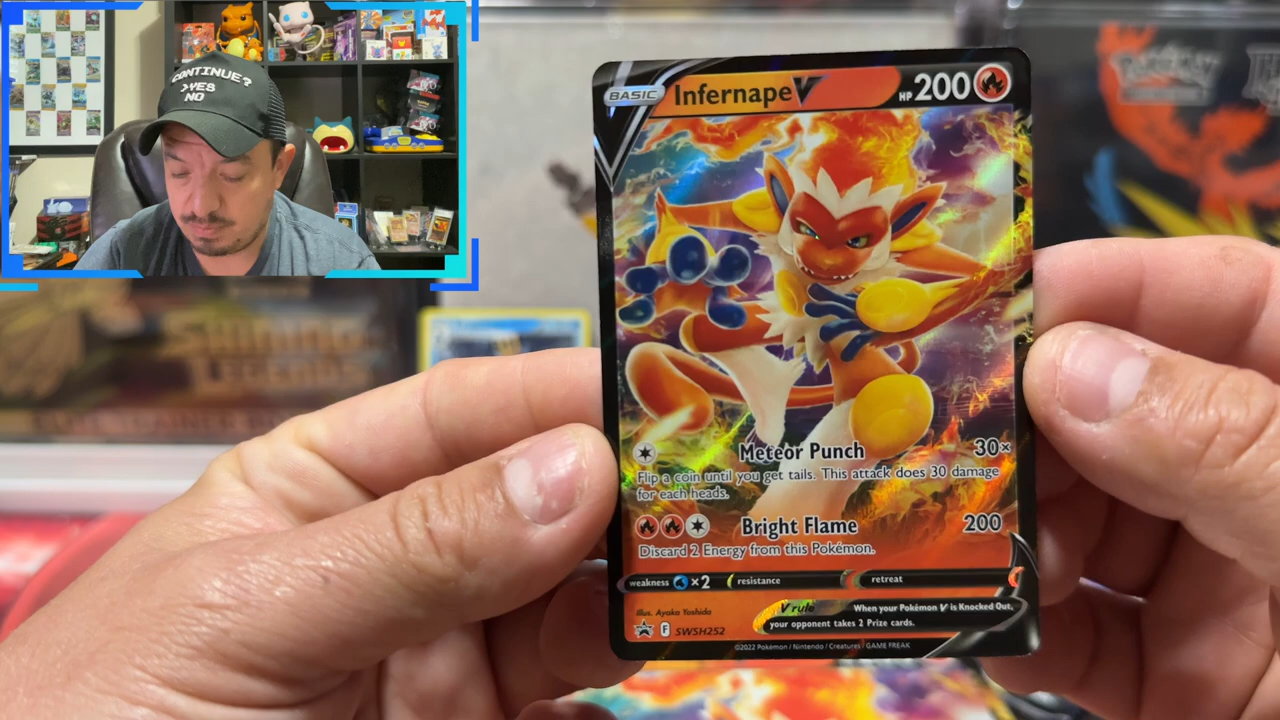 CONTINUE?
>YES
NO
Pokémon
SHINING
LEGENDS
BASIC
Infernape V
HP 200
Meteor Punch 30×
Flip a coin until you get tails. This attack does 30 damage
for each heads.
Bright Flame 200
Discard 2 Energy from this Pokémon.
weakness ×2 resistance retreat
V rule When your Pokémon V is Knocked Out,
your opponent takes 2 Prize cards.
Illus. Ayaka Yoshida
F SWSH252
©2022 Pokémon / Nintendo / Creatures / GAME FREAK